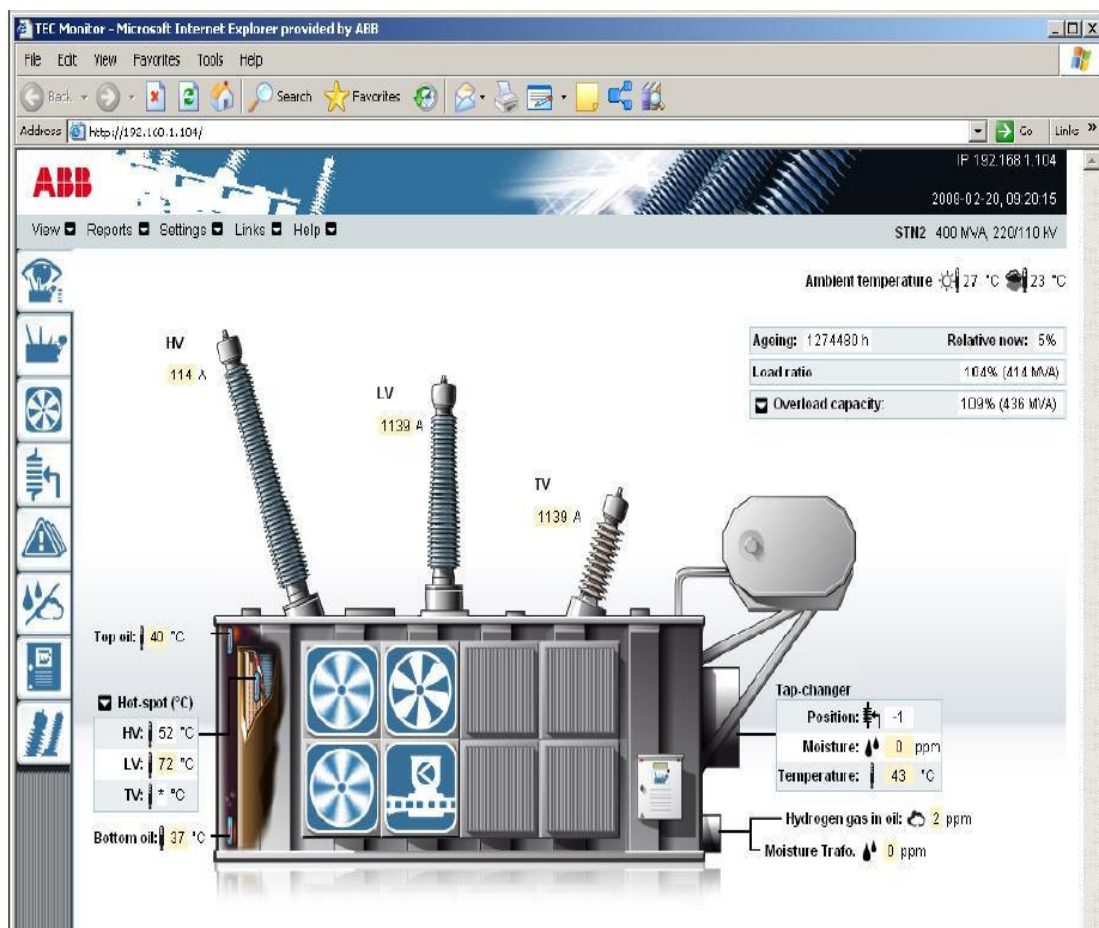 TEC Monitor - Microsoft Internet Explorer provided by ABB
File Edit View Favorites Tools Help
Back Search Favorites
Address http://192.168.1.104/ Go Links »
ABB
IP 192.168.1.104
2008-02-20, 09:20:15
View Reports Settings Links Help
STN2 400 MVA, 220/110 kV
Ambient temperature 27 °C 23 °C
HV
114 A
LV
1139 A
TV
1139 A
Ageing: 1274480 h Relative now: 5%
Load ratio 104% (414 MVA)
Overload capacity: 109% (436 MVA)
Top oil: 40 °C
Hot-spot (°C)
HV: 52 °C
LV: 72 °C
TV: * °C
Bottom oil: 37 °C
Tap-changer
Position: -1
Moisture: 0 ppm
Temperature: 43 °C
Hydrogen gas in oil: 2 ppm
Moisture Trafo. 0 ppm